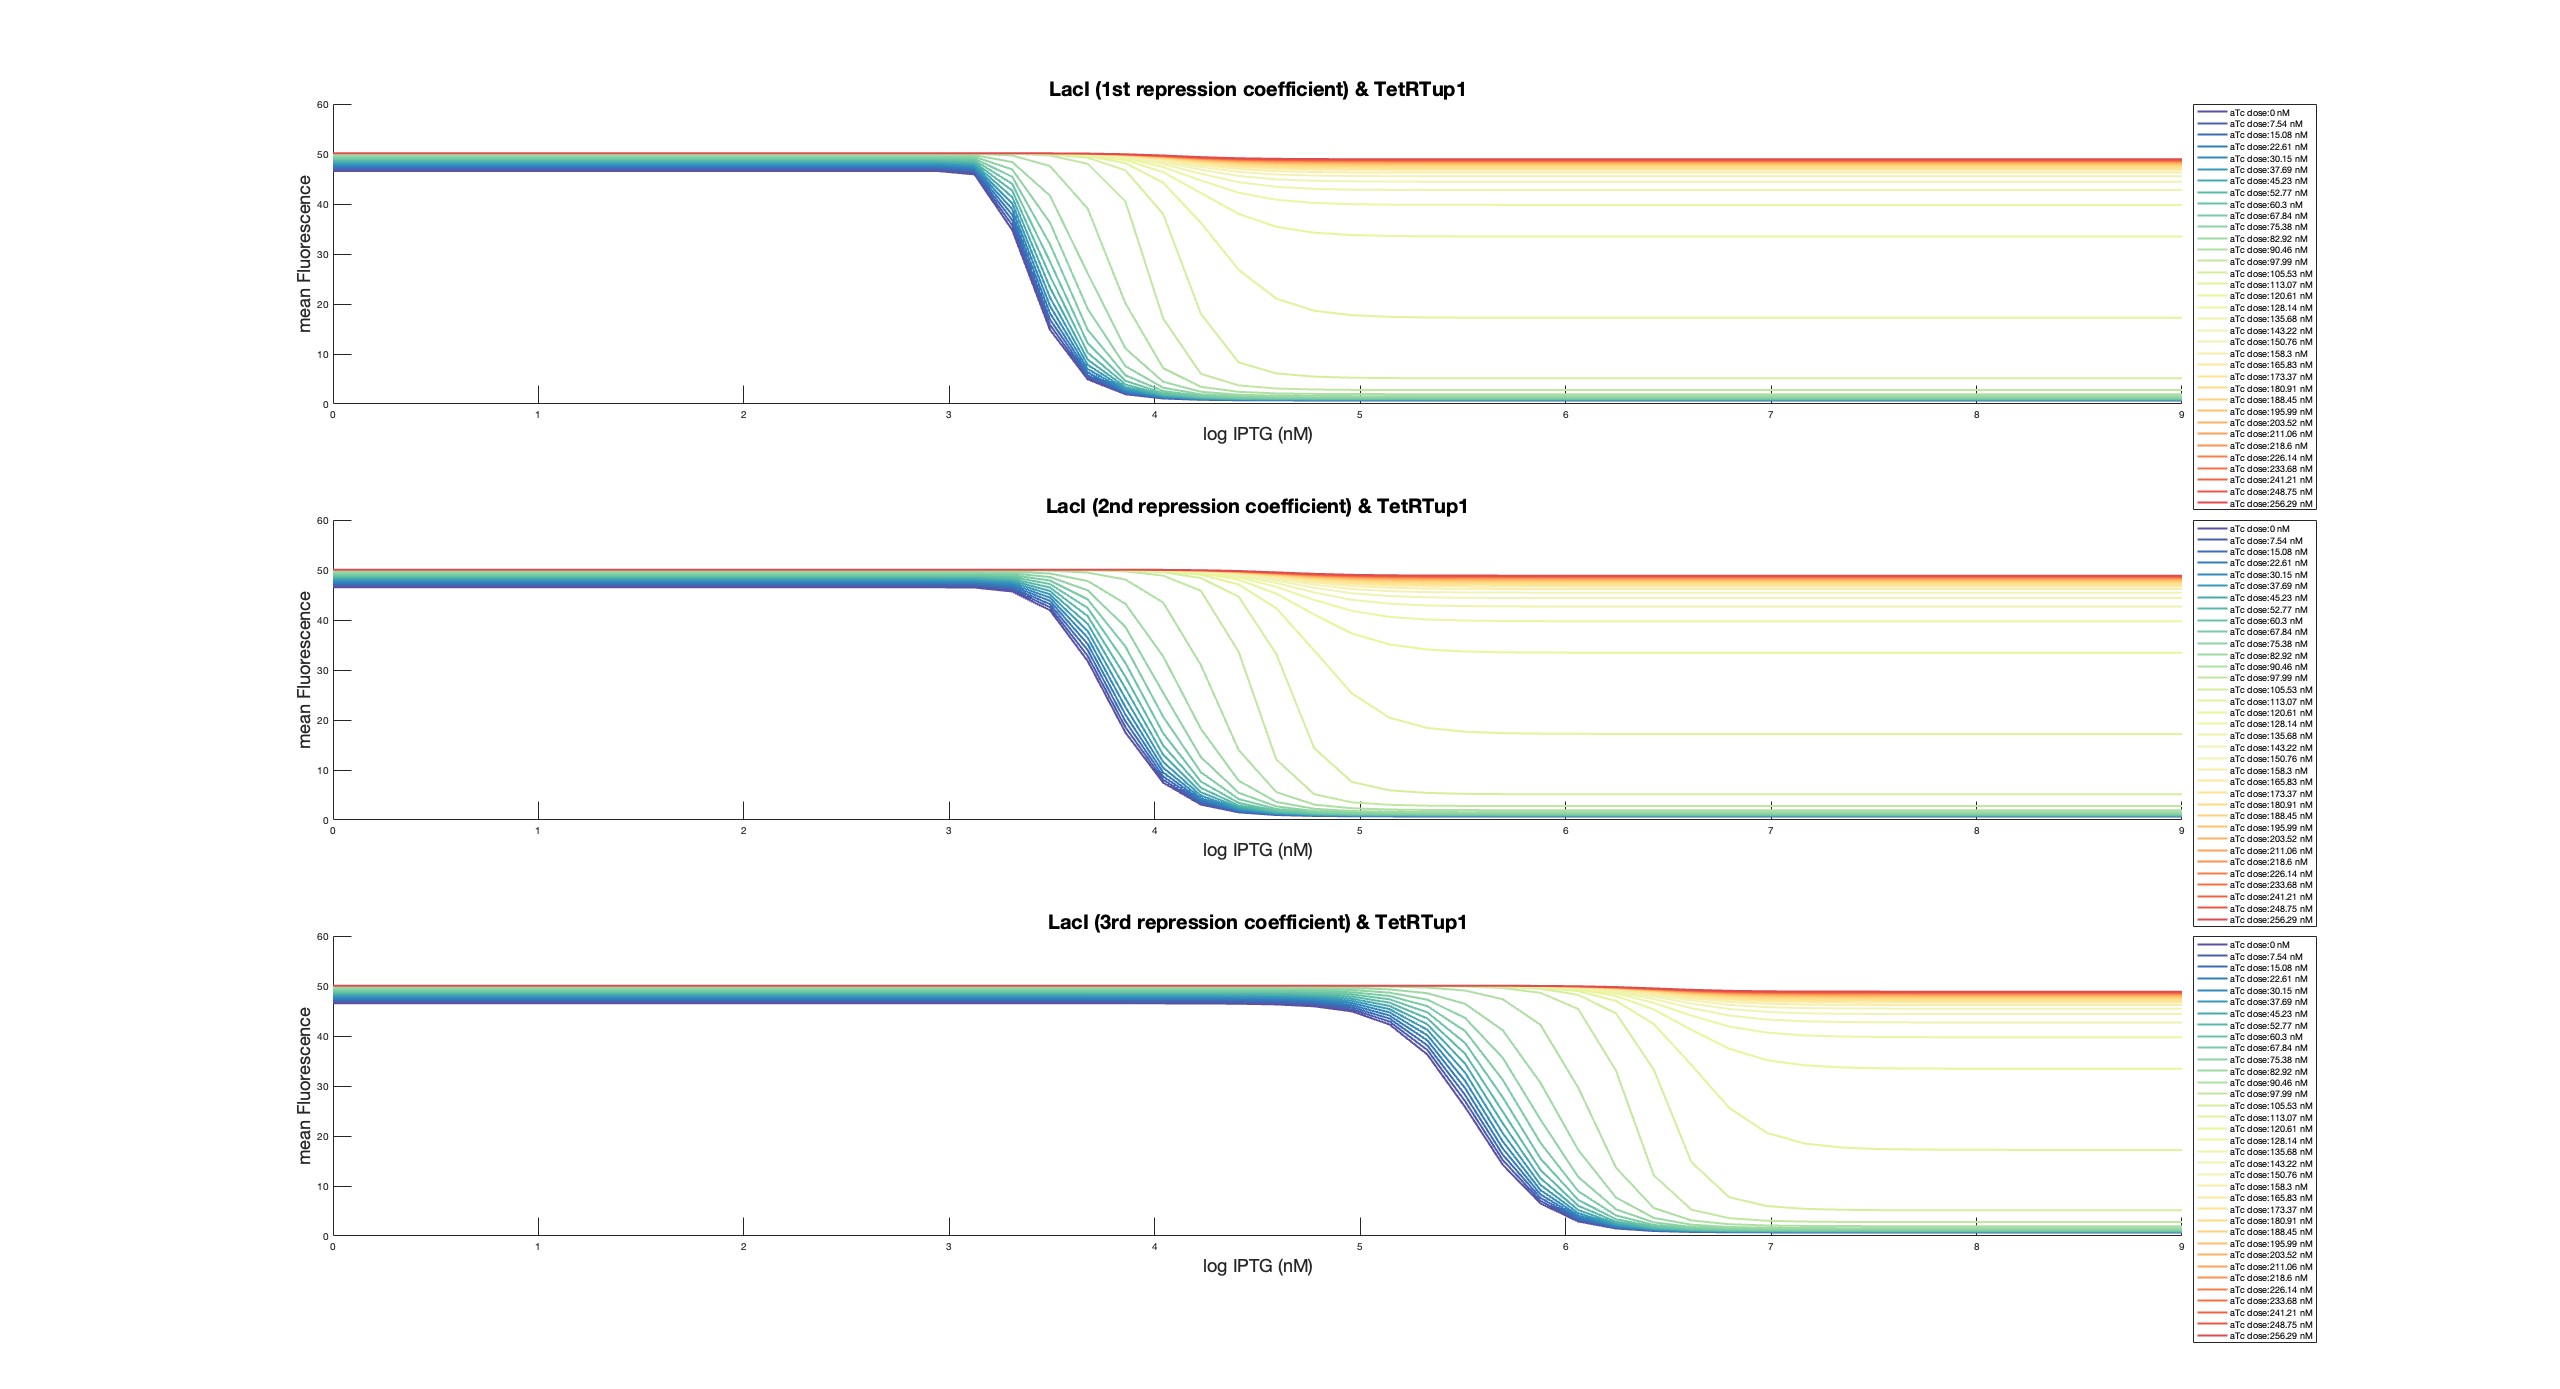 LacI (1st repression coefficient) & TetRTup1
60
50
40
30
20
10
0
mean Fluorescence
0 1 2 3 4 5 6 7 8 9
log IPTG (nM)
aTc dose:0 nM
aTc dose:7.54 nM
aTc dose:15.08 nM
aTc dose:22.61 nM
aTc dose:30.15 nM
aTc dose:37.69 nM
aTc dose:45.23 nM
aTc dose:52.77 nM
aTc dose:60.3 nM
aTc dose:67.84 nM
aTc dose:75.38 nM
aTc dose:82.92 nM
aTc dose:90.46 nM
aTc dose:97.99 nM
aTc dose:105.53 nM
aTc dose:113.07 nM
aTc dose:120.61 nM
aTc dose:128.14 nM
aTc dose:135.68 nM
aTc dose:143.22 nM
aTc dose:150.76 nM
aTc dose:158.3 nM
aTc dose:165.83 nM
aTc dose:173.37 nM
aTc dose:180.91 nM
aTc dose:188.45 nM
aTc dose:195.99 nM
aTc dose:203.52 nM
aTc dose:211.06 nM
aTc dose:218.6 nM
aTc dose:226.14 nM
aTc dose:233.68 nM
aTc dose:241.21 nM
aTc dose:248.75 nM
aTc dose:256.29 nM
LacI (2nd repression coefficient) & TetRTup1
60
50
40
30
20
10
0
mean Fluorescence
0 1 2 3 4 5 6 7 8 9
log IPTG (nM)
aTc dose:0 nM
aTc dose:7.54 nM
aTc dose:15.08 nM
aTc dose:22.61 nM
aTc dose:30.15 nM
aTc dose:37.69 nM
aTc dose:45.23 nM
aTc dose:52.77 nM
aTc dose:60.3 nM
aTc dose:67.84 nM
aTc dose:75.38 nM
aTc dose:82.92 nM
aTc dose:90.46 nM
aTc dose:97.99 nM
aTc dose:105.53 nM
aTc dose:113.07 nM
aTc dose:120.61 nM
aTc dose:128.14 nM
aTc dose:135.68 nM
aTc dose:143.22 nM
aTc dose:150.76 nM
aTc dose:158.3 nM
aTc dose:165.83 nM
aTc dose:173.37 nM
aTc dose:180.91 nM
aTc dose:188.45 nM
aTc dose:195.99 nM
aTc dose:203.52 nM
aTc dose:211.06 nM
aTc dose:218.6 nM
aTc dose:226.14 nM
aTc dose:233.68 nM
aTc dose:241.21 nM
aTc dose:248.75 nM
aTc dose:256.29 nM
LacI (3rd repression coefficient) & TetRTup1
60
50
40
30
20
10
0
mean Fluorescence
0 1 2 3 4 5 6 7 8 9
log IPTG (nM)
aTc dose:0 nM
aTc dose:7.54 nM
aTc dose:15.08 nM
aTc dose:22.61 nM
aTc dose:30.15 nM
aTc dose:37.69 nM
aTc dose:45.23 nM
aTc dose:52.77 nM
aTc dose:60.3 nM
aTc dose:67.84 nM
aTc dose:75.38 nM
aTc dose:82.92 nM
aTc dose:90.46 nM
aTc dose:97.99 nM
aTc dose:105.53 nM
aTc dose:113.07 nM
aTc dose:120.61 nM
aTc dose:128.14 nM
aTc dose:135.68 nM
aTc dose:143.22 nM
aTc dose:150.76 nM
aTc dose:158.3 nM
aTc dose:165.83 nM
aTc dose:173.37 nM
aTc dose:180.91 nM
aTc dose:188.45 nM
aTc dose:195.99 nM
aTc dose:203.52 nM
aTc dose:211.06 nM
aTc dose:218.6 nM
aTc dose:226.14 nM
aTc dose:233.68 nM
aTc dose:241.21 nM
aTc dose:248.75 nM
aTc dose:256.29 nM